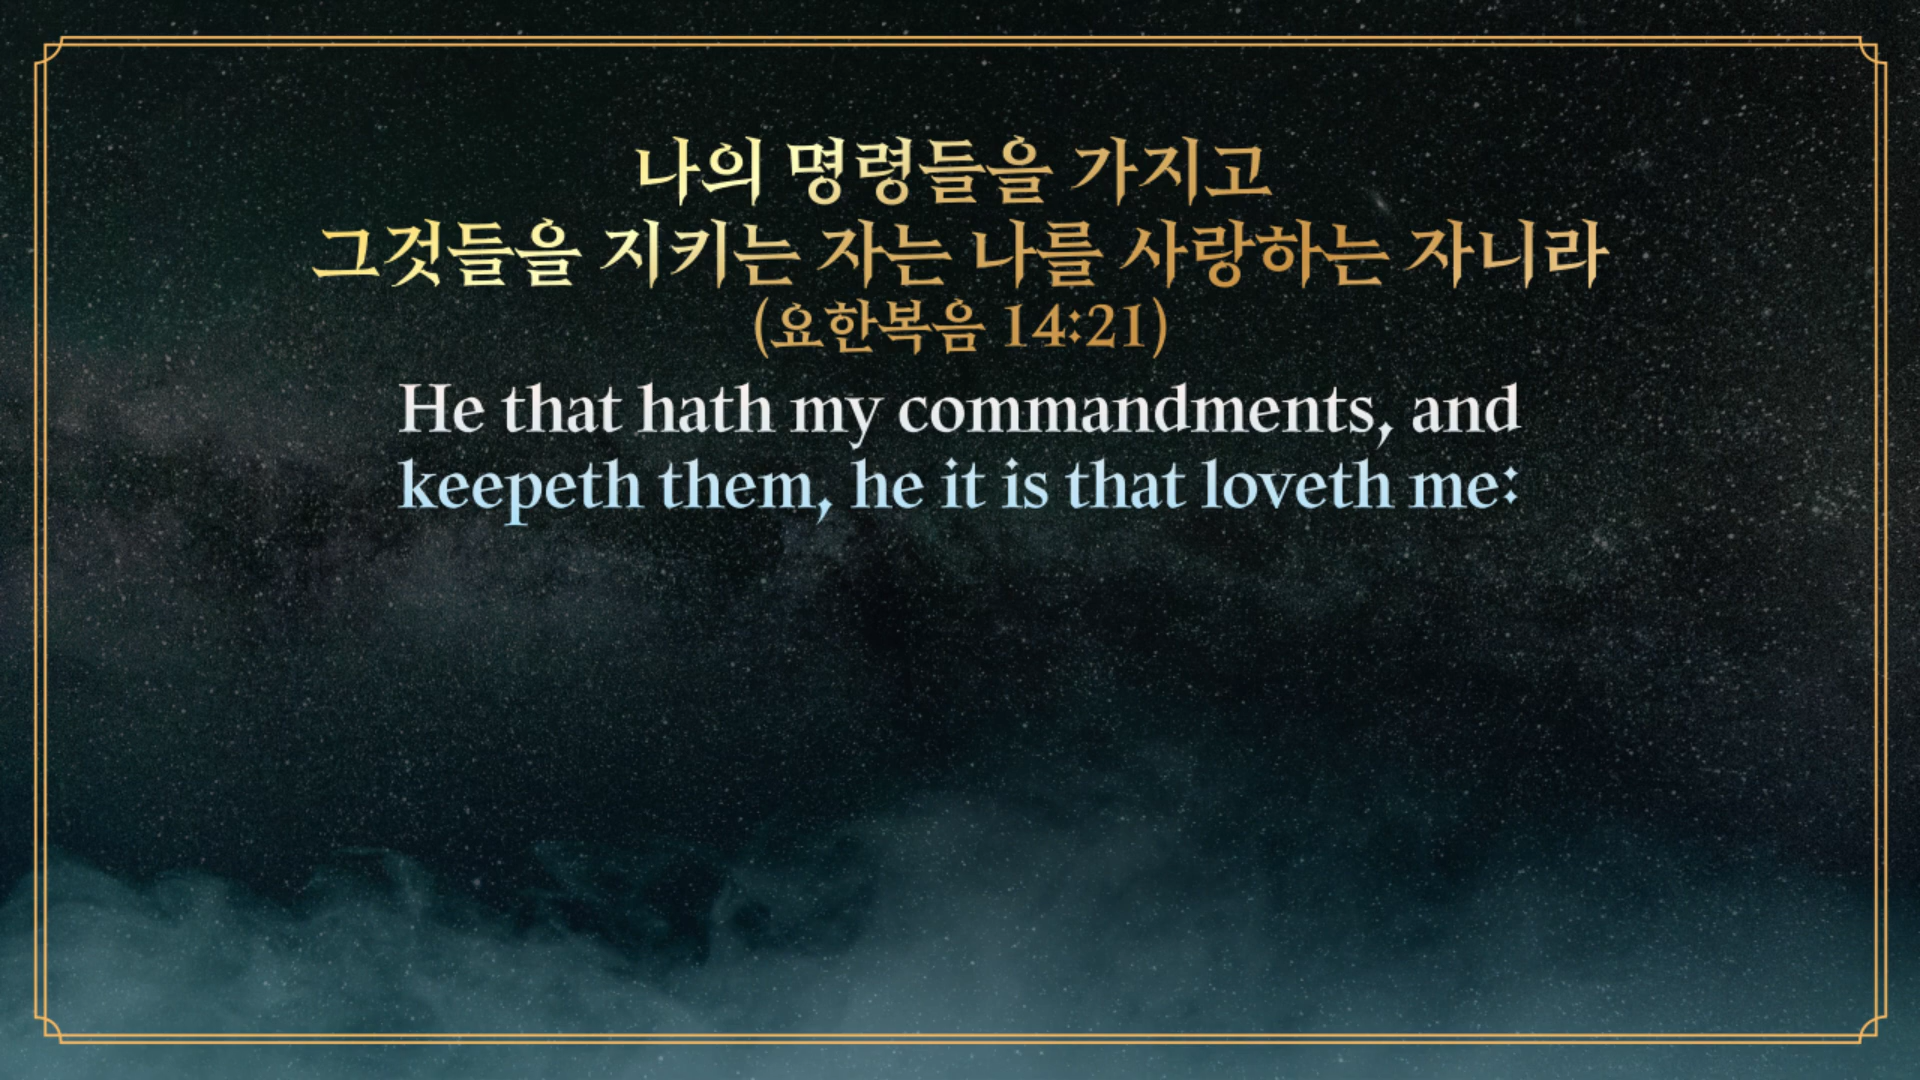 나의 명령들을 가지고
그것들을 지키는 자는 나를 사랑하는 자니라
(요한복음 14:21)
He that hath my commandments, and
keepeth them, he it is that loveth me: